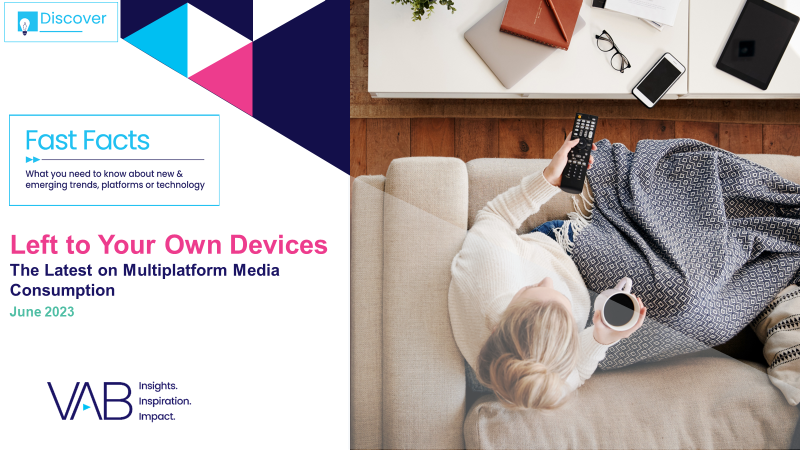 Discover
Fast Facts
What you need to know about new &
emerging trends, platforms or technology
Left to Your Own Devices
The Latest on Multiplatform Media
Consumption
June 2023
VAB
Insights.
Inspiration.
Impact.